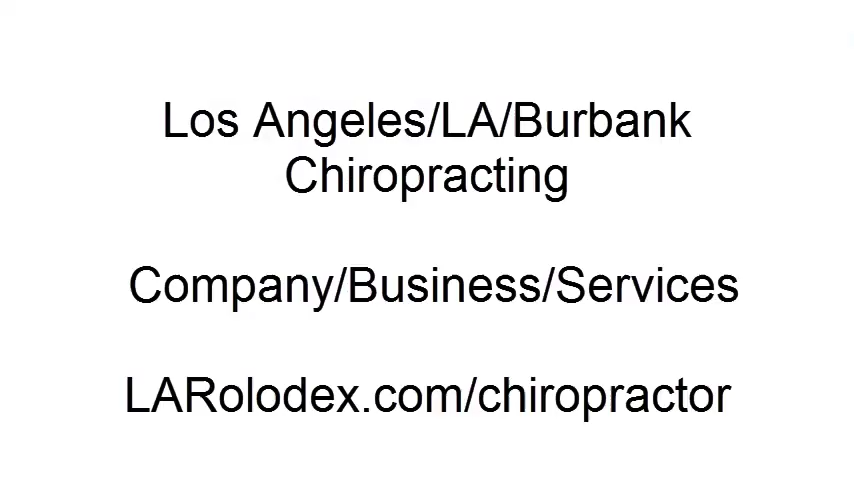 Los Angeles/LA/Burbank
Chiropracting
Company/Business/Services
LARolodex.com/chiropractor